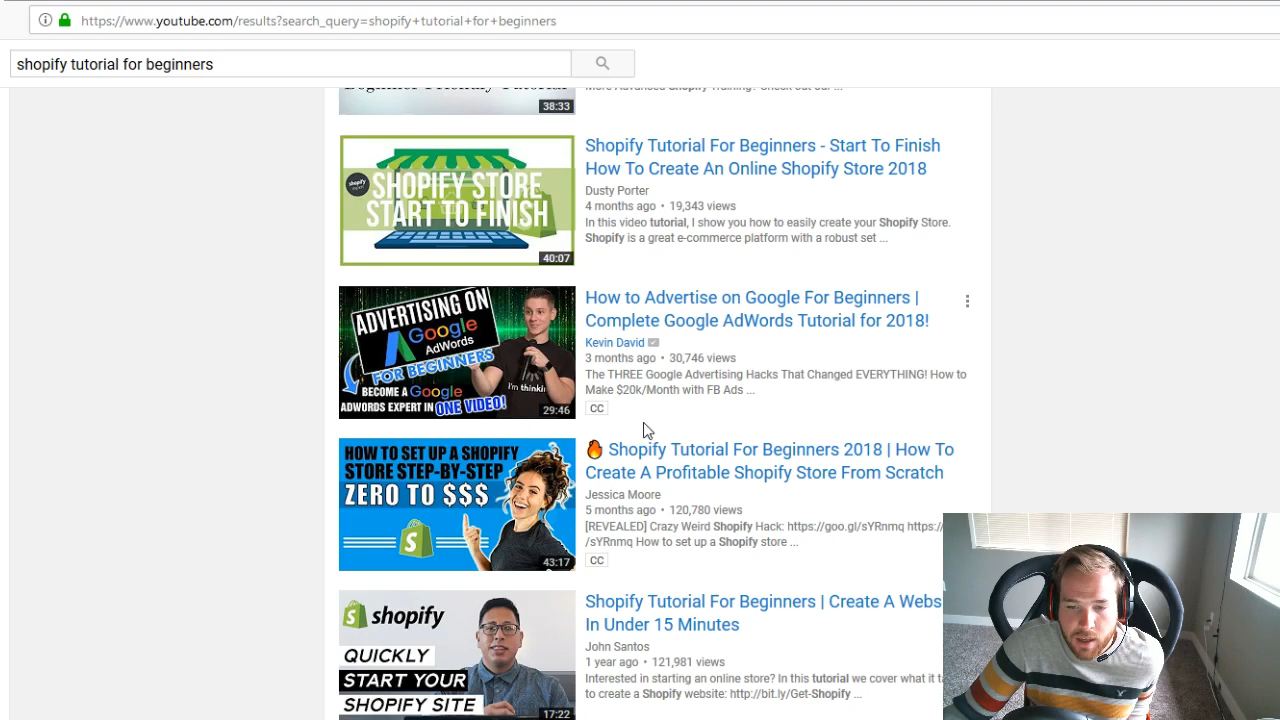 https://www.youtube.com/results?search_query=shopify+tutorial+for+beginners
shopify tutorial for beginners
38:33
More Advanced Shopify Training? Check out our ...
SHOPIFY STORE
START TO FINISH
shopify
40:07
Shopify Tutorial For Beginners - Start To Finish
How To Create An Online Shopify Store 2018
Dusty Porter
4 months ago • 19,343 views
In this video tutorial, I show you how to easily create your Shopify Store.
Shopify is a great e-commerce platform with a robust set ...
ADVERTISING ON
Google
AdWords
FOR BEGINNERS
BECOME A Google
ADWORDS EXPERT IN ONE VIDEO!
I'm thinki
29:46
How to Advertise on Google For Beginners |
Complete Google AdWords Tutorial for 2018!
Kevin David
3 months ago • 30,746 views
The THREE Google Advertising Hacks That Changed EVERYTHING! How to
Make $20k/Month with FB Ads ...
CC
HOW TO SET UP A SHOPIFY
STORE STEP-BY-STEP
ZERO TO $$$
43:17
🔥 Shopify Tutorial For Beginners 2018 | How To
Create A Profitable Shopify Store From Scratch
Jessica Moore
5 months ago • 120,780 views
[REVEALED] Crazy Weird Shopify Hack: https://goo.gl/sYRnmq https:/
/sYRnmq How to set up a Shopify store ...
CC
shopify
QUICKLY
START YOUR
SHOPIFY SITE
17:22
Shopify Tutorial For Beginners | Create A Webs
In Under 15 Minutes
John Santos
1 year ago • 121,981 views
Interested in starting an online store? In this tutorial we cover what it t
to create a Shopify website: http://bit.ly/Get-Shopify ...